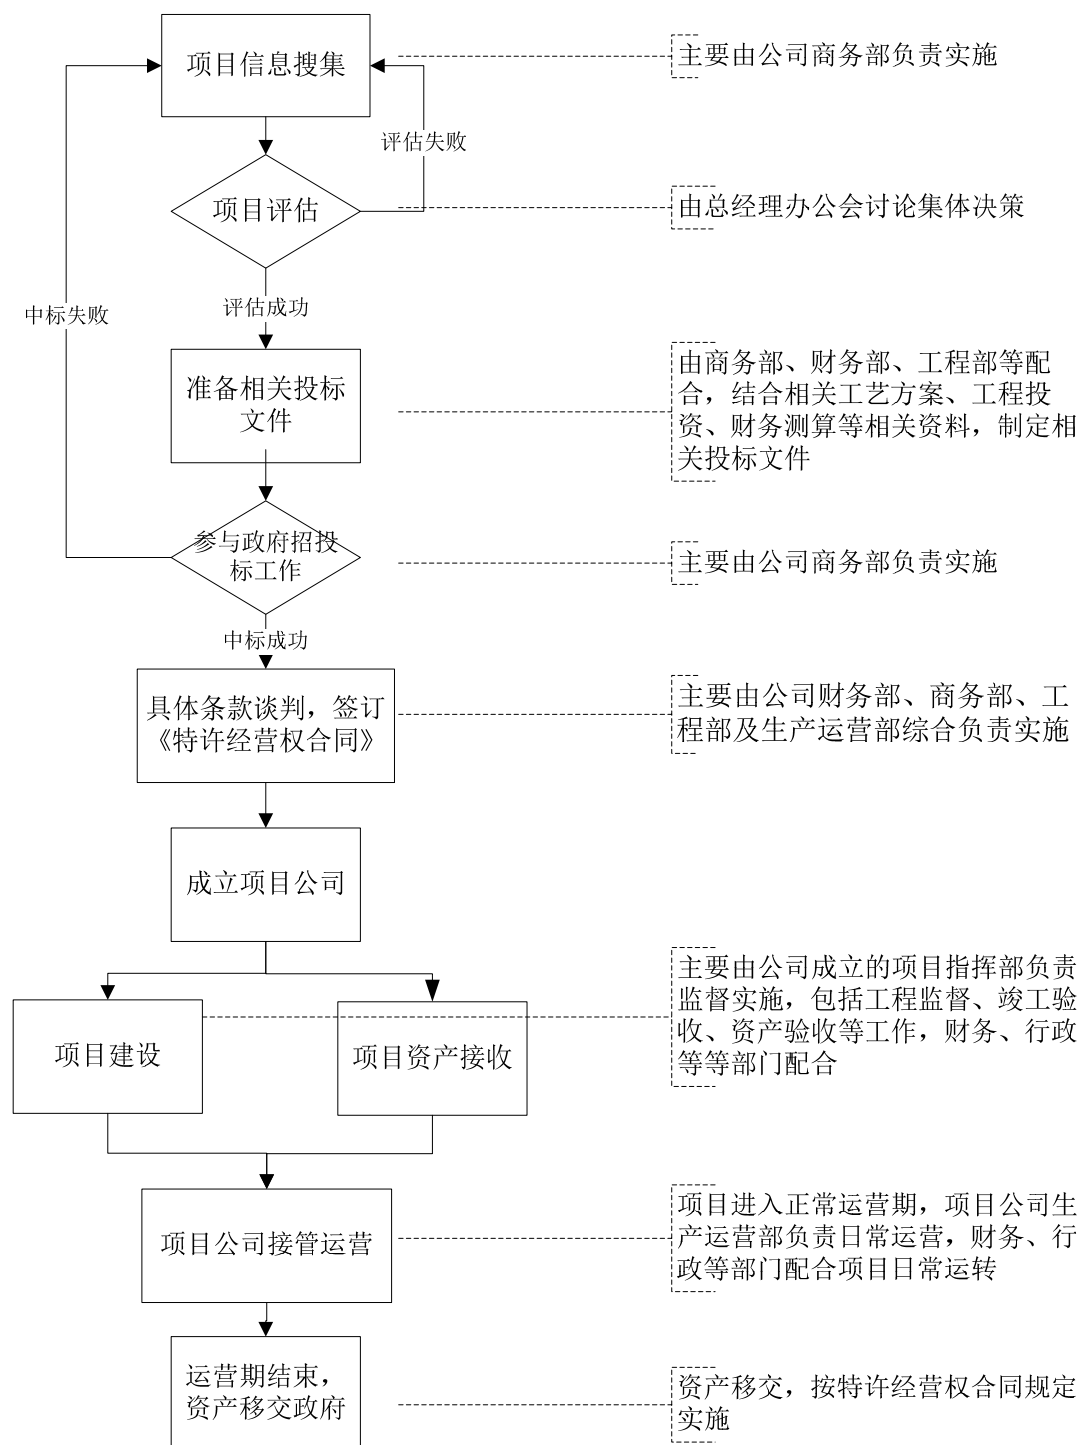 项目信息搜集
主要由公司商务部负责实施
评估失败
项目评估
由总经理办公会讨论集体决策
评估成功
中标失败
准备相关投标
文件
由商务部、财务部、工程部等配
合，结合相关工艺方案、工程投
资、财务测算等相关资料，制定相
关投标文件
参与政府招投
标工作
主要由公司商务部负责实施
中标成功
具体条款谈判，签订
《特许经营权合同》
主要由公司财务部、商务部、工
程部及生产运营部综合负责实施
成立项目公司
项目建设
项目资产接收
主要由公司成立的项目指挥部负责
监督实施，包括工程监督、竣工验
收、资产验收等工作，财务、行政
等等部门配合
项目公司接管运营
项目进入正常运营期，项目公司生
产运营部负责日常运营，财务、行
政等部门配合项目日常运转
运营期结束，
资产移交政府
资产移交，按特许经营权合同规定
实施